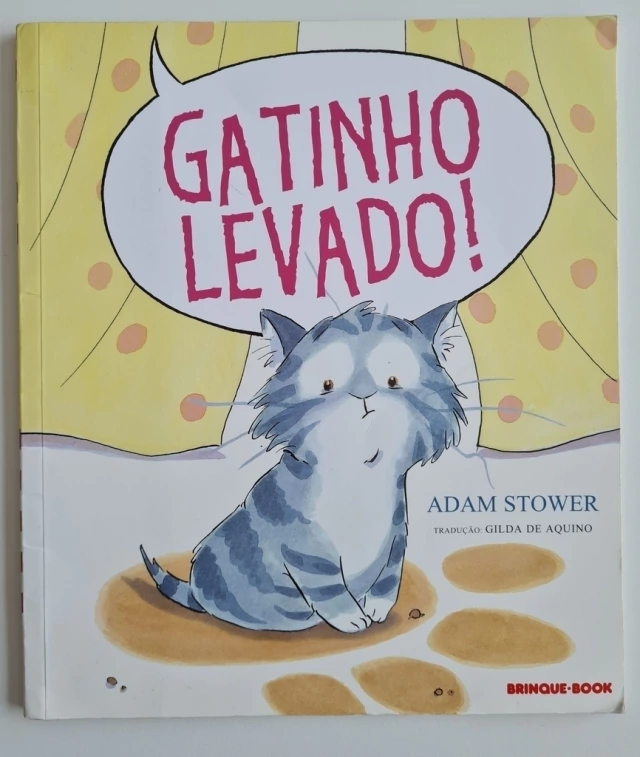 GATINHO
LEVADO!
ADAM STOWER
TRADUÇÃO: GILDA DE AQUINO
BRINQUE-BOOK